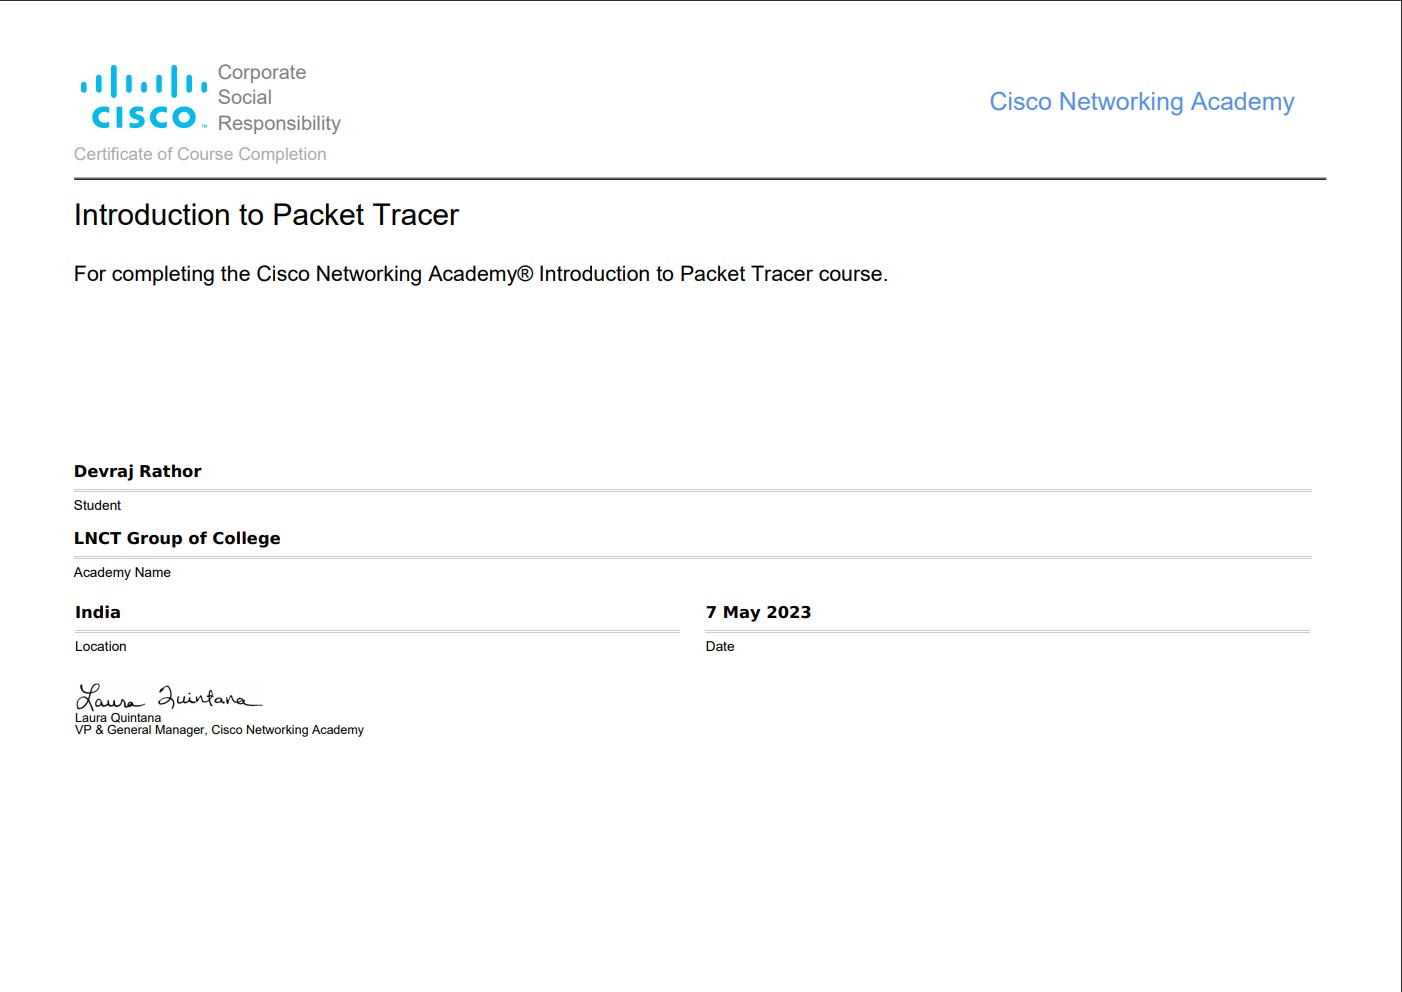 CISCO™
Corporate
Social
Responsibility
Cisco Networking Academy
Certificate of Course Completion
Introduction to Packet Tracer
For completing the Cisco Networking Academy® Introduction to Packet Tracer course.
Devraj Rathor
Student
LNCT Group of College
Academy Name
India
7 May 2023
Location
Date
Laura Quintana
Laura Quintana
VP & General Manager, Cisco Networking Academy